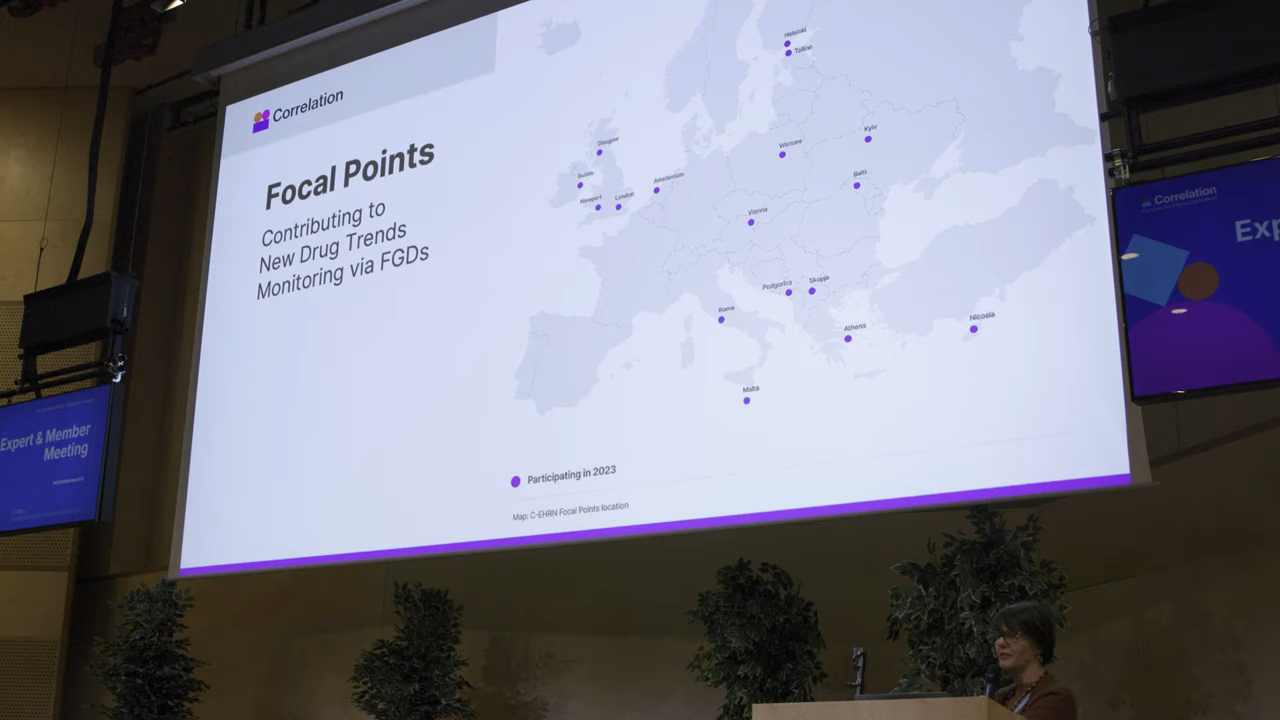 Correlation
Focal Points
Contributing to
New Drug Trends
Monitoring via FGDs
Helsinki
Tallinn
Glasgow
Kyiv
Warsaw
Dublin
Amsterdam
Balti
Newport
London
Vienna
Podgorica
Skopje
Rome
Nicosia
Athens
Malta
Participating in 2023
Map: C-EHRN Focal Points location
Expert & Member
Meeting
Correlation
Exp